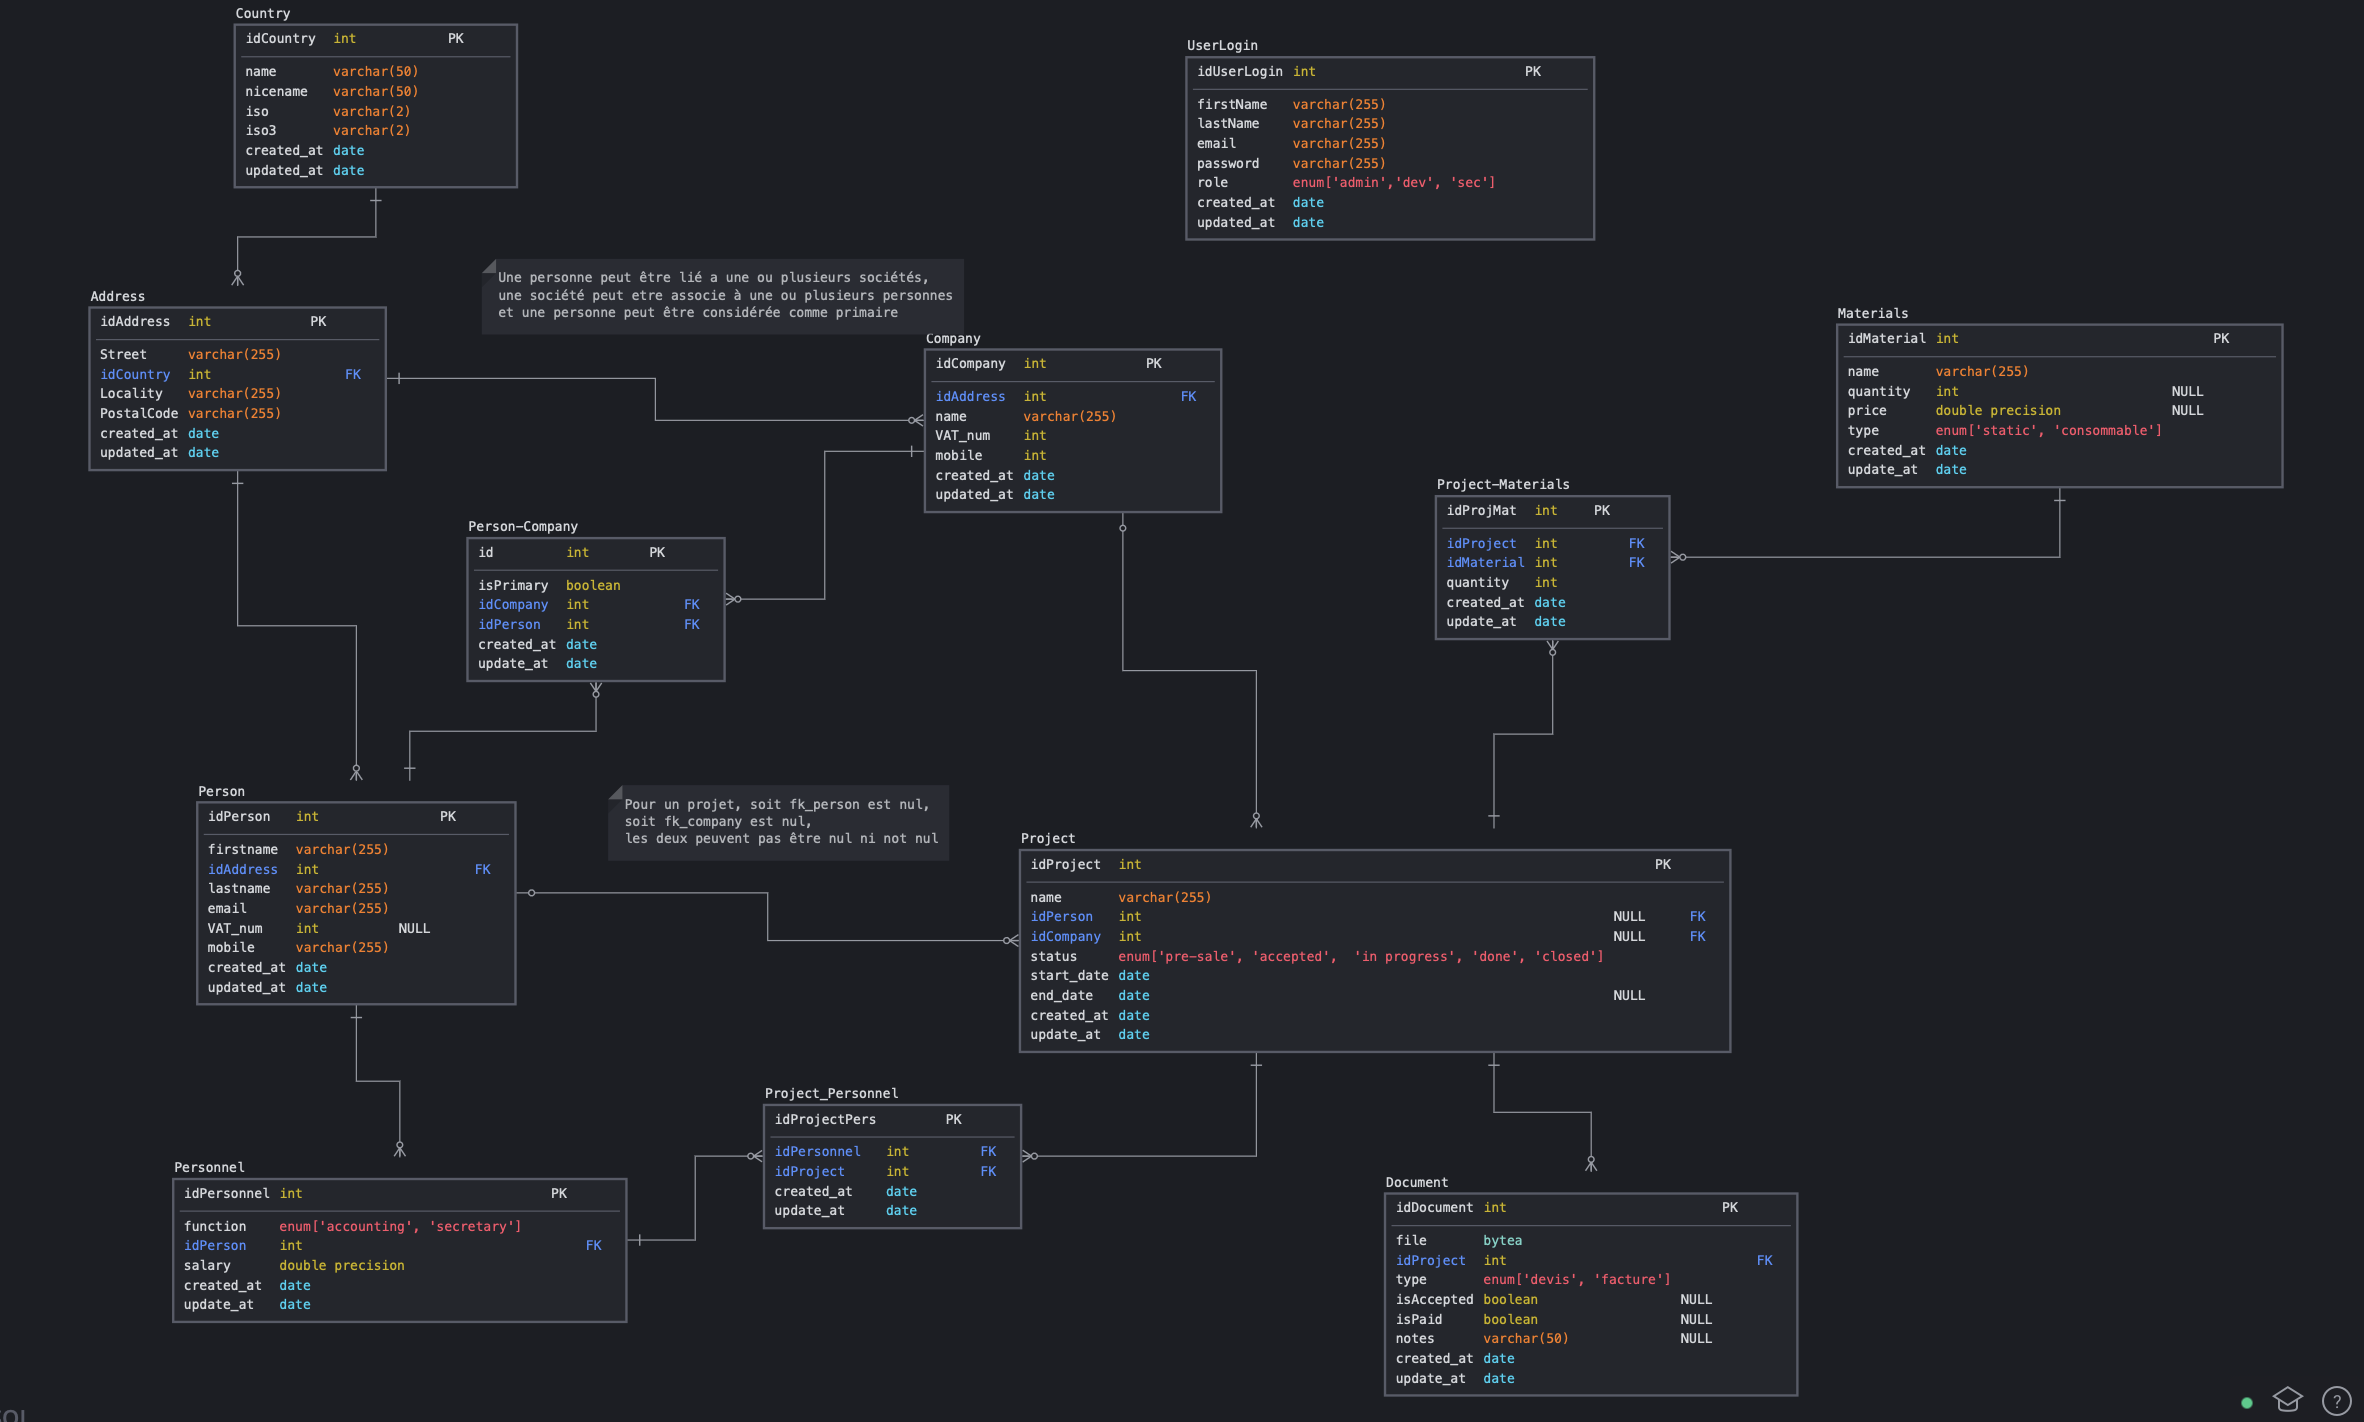 Country
idCountry int PK
name varchar(50)
nicename varchar(50)
iso varchar(2)
iso3 varchar(2)
created_at date
updated_at date
UserLogin
idUserLogin int PK
firstName varchar(255)
lastName varchar(255)
email varchar(255)
password varchar(255)
role enum['admin','dev', 'sec']
created_at date
updated_at date
Une personne peut être lié a une ou plusieurs sociétés,
une société peut etre associe à une ou plusieurs personnes
et une personne peut être considérée comme primaire
Address
idAddress int PK
Street varchar(255)
idCountry int FK
Locality varchar(255)
PostalCode varchar(255)
created_at date
updated_at date
Company
idCompany int PK
idAddress int FK
name varchar(255)
VAT_num int
mobile int
created_at date
updated_at date
Materials
idMaterial int PK
name varchar(255)
quantity int NULL
price double precision NULL
type enum['static', 'consommable']
created_at date
update_at date
Project-Materials
idProjMat int PK
idProject int FK
idMaterial int FK
quantity int
created_at date
update_at date
Person-Company
id int PK
isPrimary boolean
idCompany int FK
idPerson int FK
created_at date
update_at date
Person
idPerson int PK
firstname varchar(255)
idAddress int FK
lastname varchar(255)
email varchar(255)
VAT_num int NULL
mobile varchar(255)
created_at date
updated_at date
Pour un projet, soit fk_person est nul,
soit fk_company est nul,
les deux peuvent pas être nul ni not nul
Project
idProject int PK
name varchar(255)
idPerson int NULL FK
idCompany int NULL FK
status enum['pre-sale', 'accepted',  'in progress', 'done', 'closed']
start_date date
end_date date NULL
created_at date
update_at date
Project_Personnel
idProjectPers PK
idPersonnel int FK
idProject int FK
created_at date
update_at date
Personnel
idPersonnel int PK
function enum['accounting', 'secretary']
idPerson int FK
salary double precision
created_at date
update_at date
Document
idDocument int PK
file bytea
idProject int FK
type enum['devis', 'facture']
isAccepted boolean NULL
isPaid boolean NULL
notes varchar(50) NULL
created_at date
update_at date
?